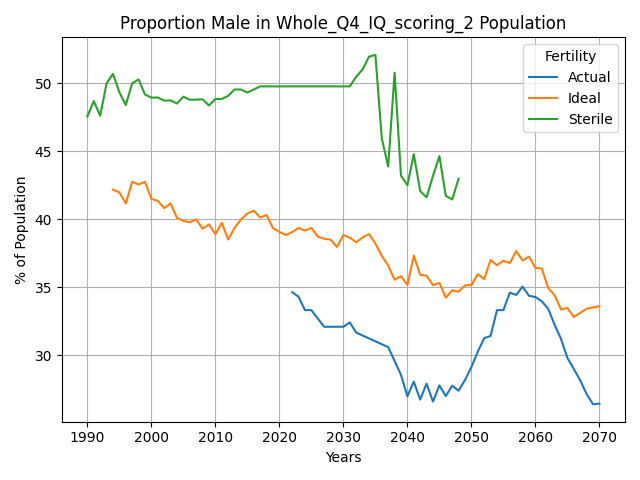 Proportion Male in Whole_Q4_IQ_scoring_2 Population
Fertility
Actual
Ideal
Sterile
% of Population
50
45
40
35
30
1990 2000 2010 2020 2030 2040 2050 2060 2070
Years